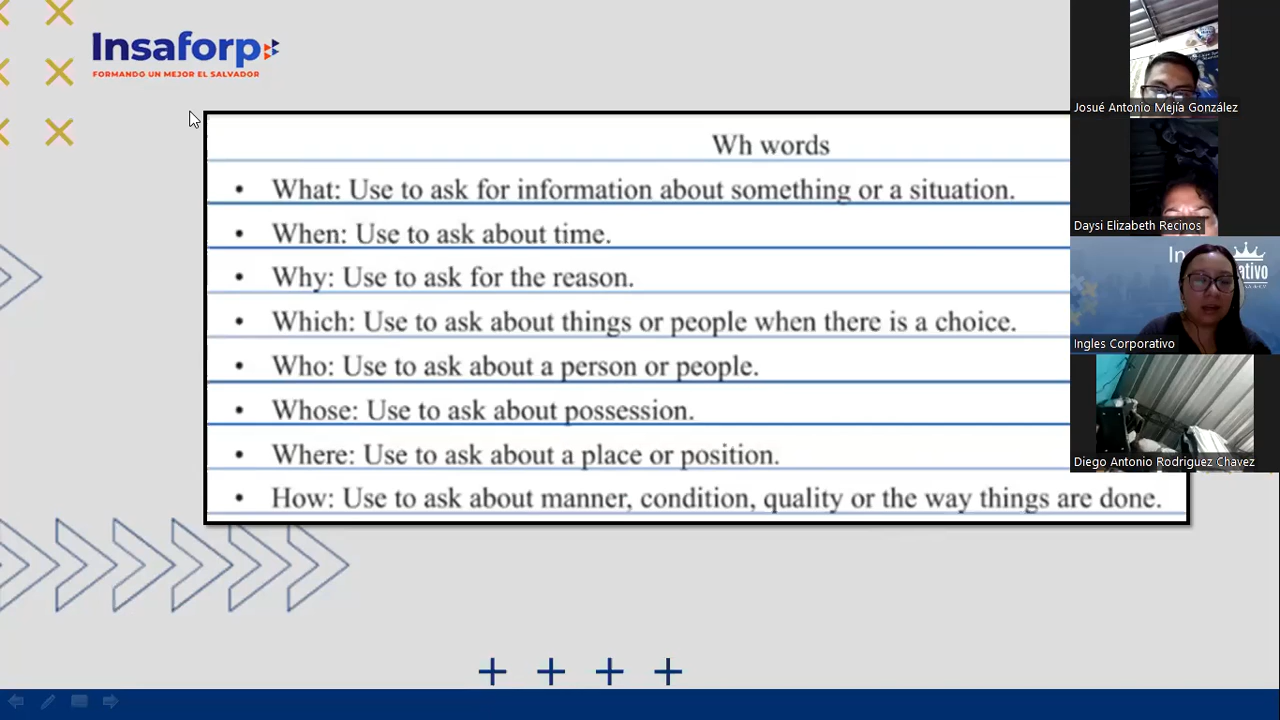 Insaforp
FORMANDO UN MEJOR EL SALVADOR
Wh words
• What: Use to ask for information about something or a situation.
• When: Use to ask about time.
• Why: Use to ask for the reason.
• Which: Use to ask about things or people when there is a choice.
• Who: Use to ask about a person or people.
• Whose: Use to ask about possession.
• Where: Use to ask about a place or position.
• How: Use to ask about manner, condition, quality or the way things are done.
Josué Antonio Mejía González
Daysi Elizabeth Recinos
In
ativo
Ingles Corporativo
Diego Antonio Rodriguez Chavez